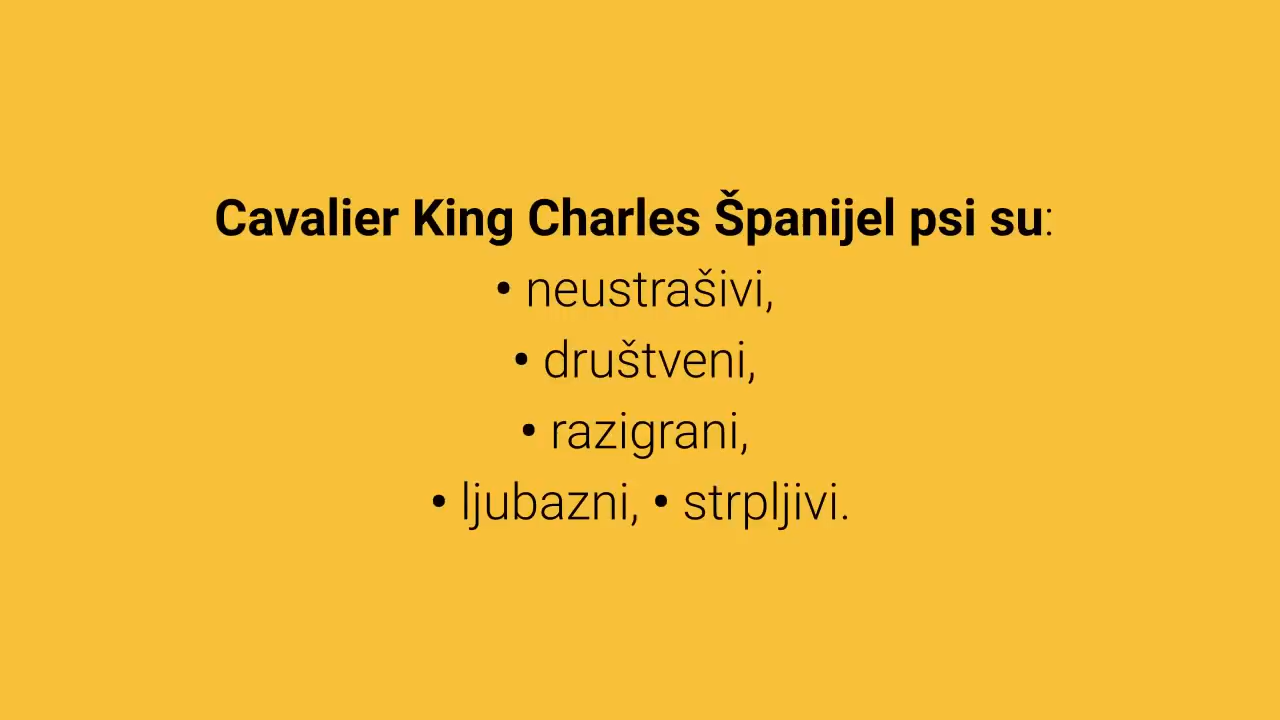 Cavalier King Charles Španijel psi su:
• neustrašivi,
• društveni,
• razigrani,
• ljubazni, • strpljivi.